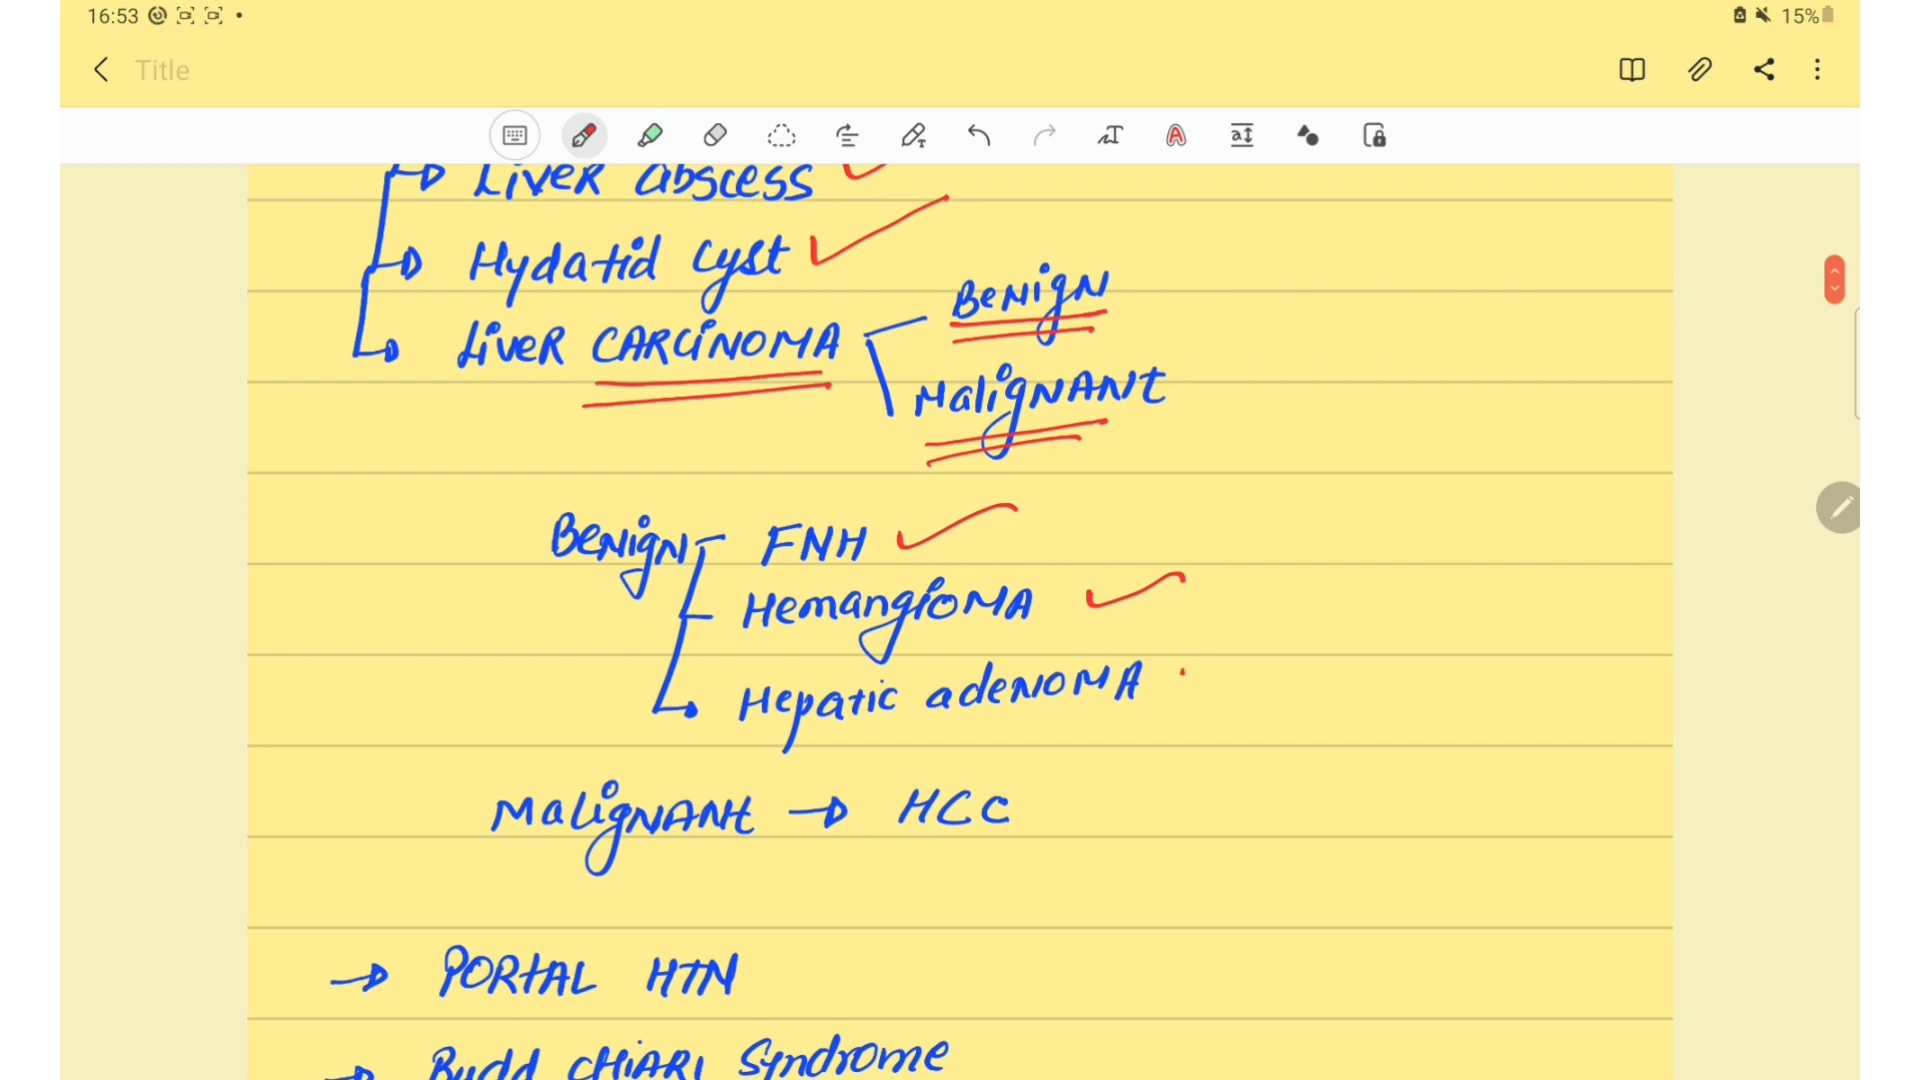 16:53
15%
Title
Liver abscess
Hydatid cyst
Liver CARCINOMA
Benign
Malignant
Benign
FNH
Hemangioma
Hepatic adenoma
Malignant → HCC
→ PORTAL HTN
→ Budd CHIARI Syndrome